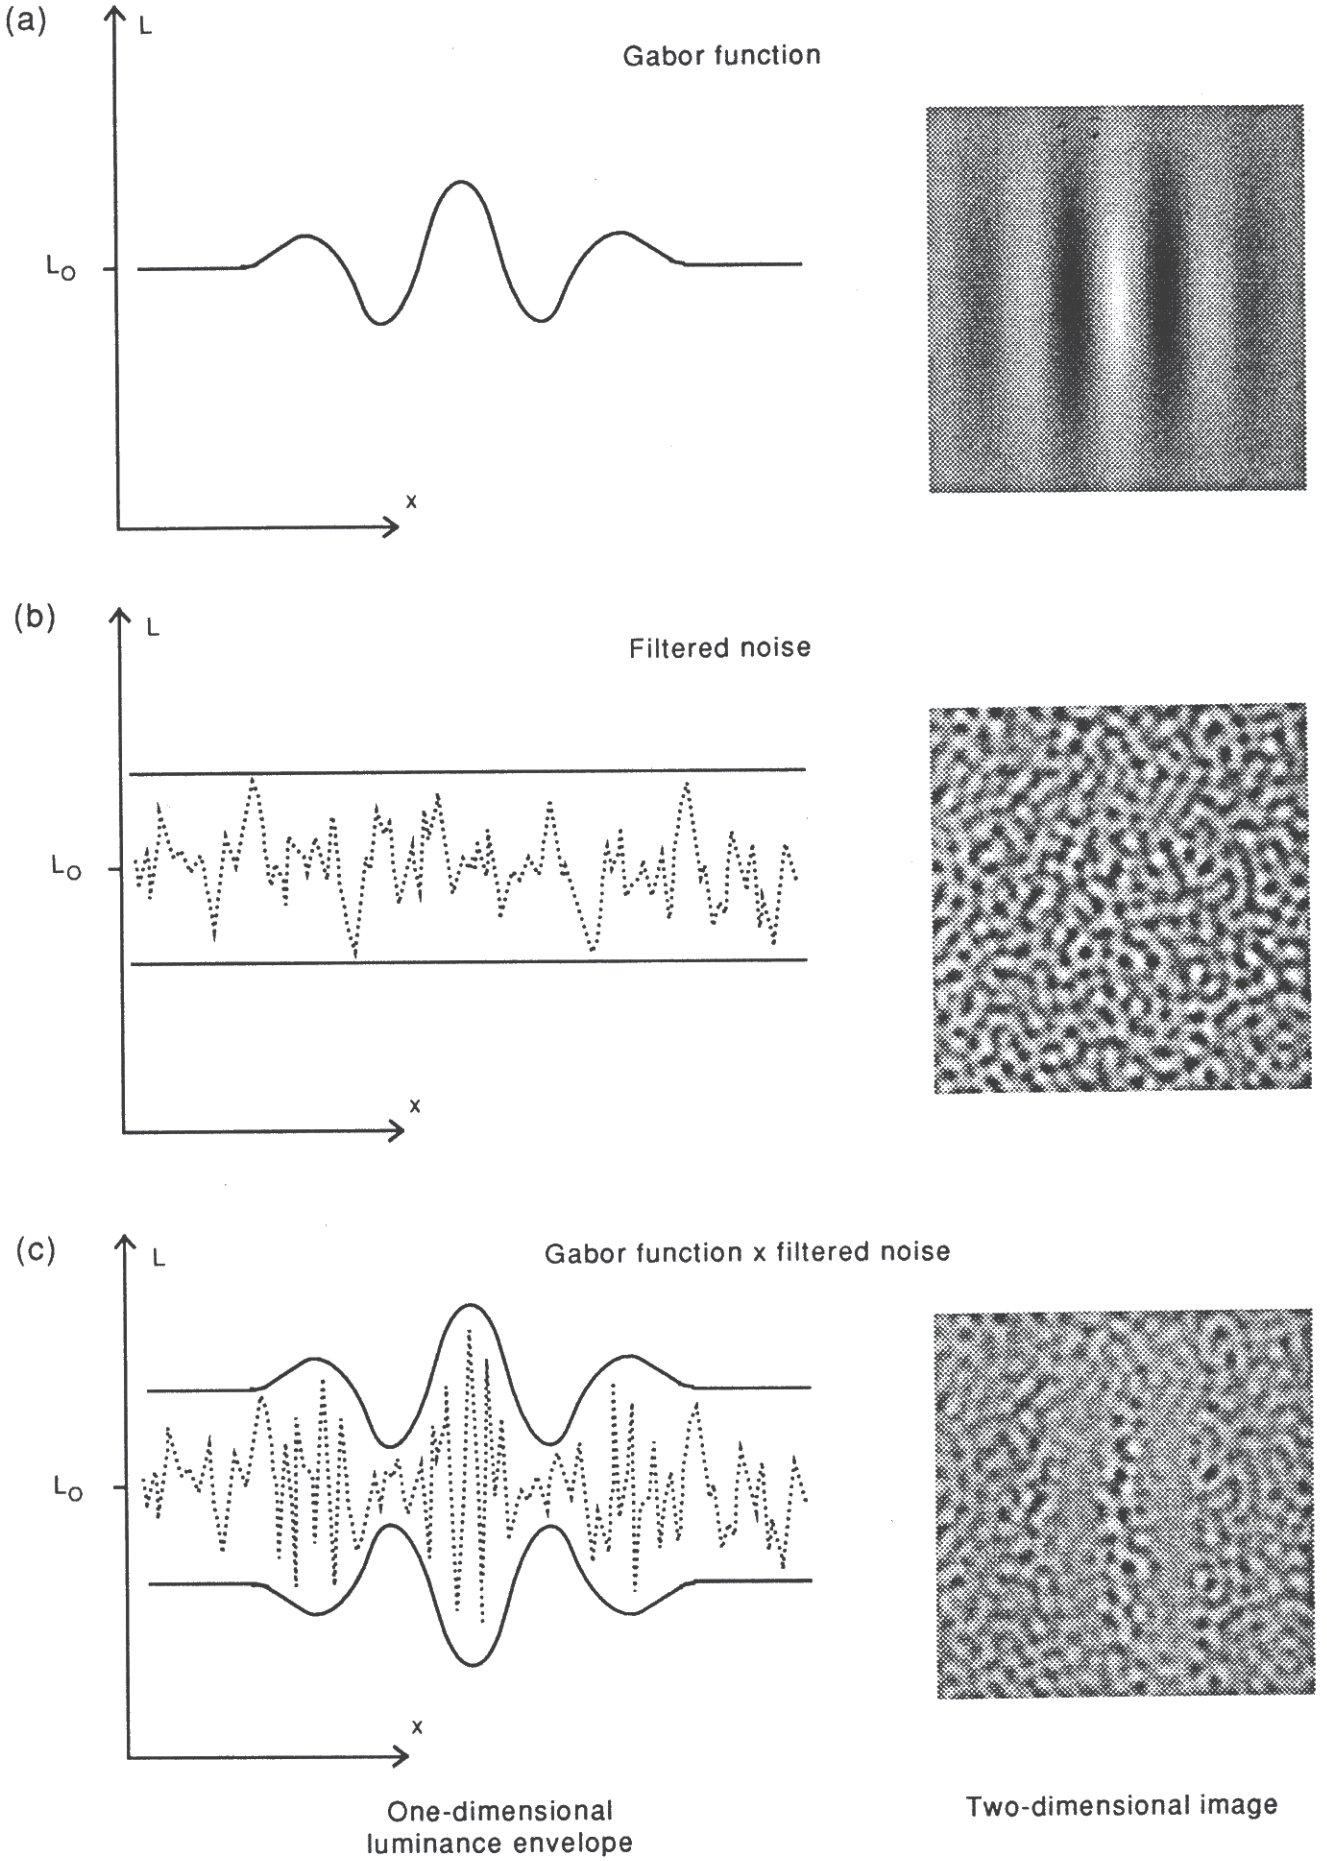 (a)
L
Gabor function
LO
x
(b)
L
Filtered noise
LO
x
(c)
L
Gabor function x filtered noise
LO
x
One-dimensional
luminance envelope
Two-dimensional image